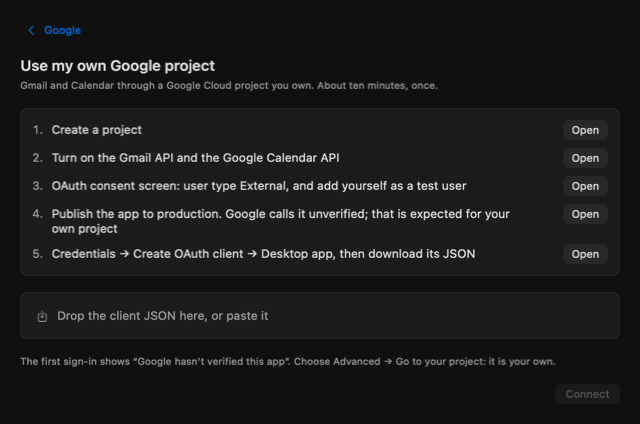 Google
Use my own Google project
Gmail and Calendar through a Google Cloud project you own. About ten minutes, once.
1. Create a project Open
2. Turn on the Gmail API and the Google Calendar API Open
3. OAuth consent screen: user type External, and add yourself as a test user Open
4. Publish the app to production. Google calls it unverified; that is expected for your Open
own project
5. Credentials → Create OAuth client → Desktop app, then download its JSON Open
Drop the client JSON here, or paste it
The first sign-in shows “Google hasn't verified this app”. Choose Advanced → Go to your project: it is your own.
Connect